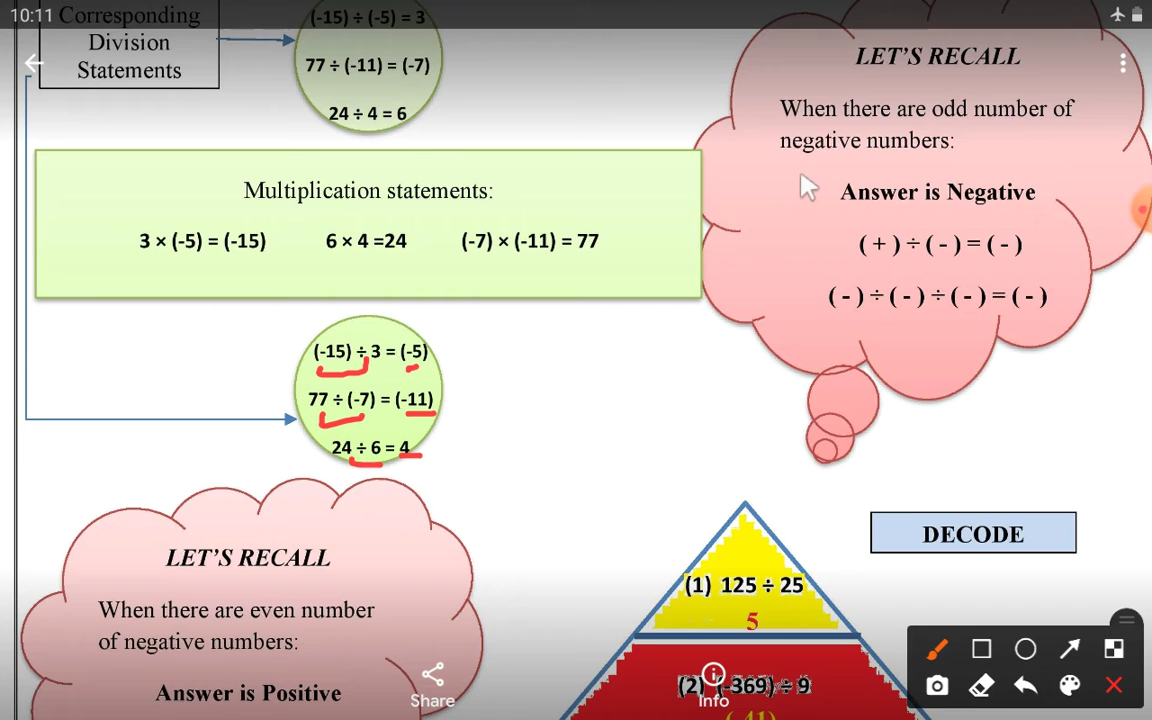 10:11
Corresponding
Division
Statements
(-15) ÷ (-5) = 3
77 ÷ (-11) = (-7)
24 ÷ 4 = 6
LET'S RECALL
When there are odd number of
negative numbers:
Answer is Negative
( + ) ÷ ( - ) = ( - )
( - ) ÷ ( - ) ÷ ( - ) = ( - )
Multiplication statements:
3 × (-5) = (-15) 6 × 4 =24 (-7) × (-11) = 77
(-15) ÷ 3 = (-5)
77 ÷ (-7) = (-11)
24 ÷ 6 = 4
LET'S RECALL
When there are even number
of negative numbers:
Answer is Positive
DECODE
(1) 125 ÷ 25
5
(2) (-369) ÷ 9
(-41)
Share
Info